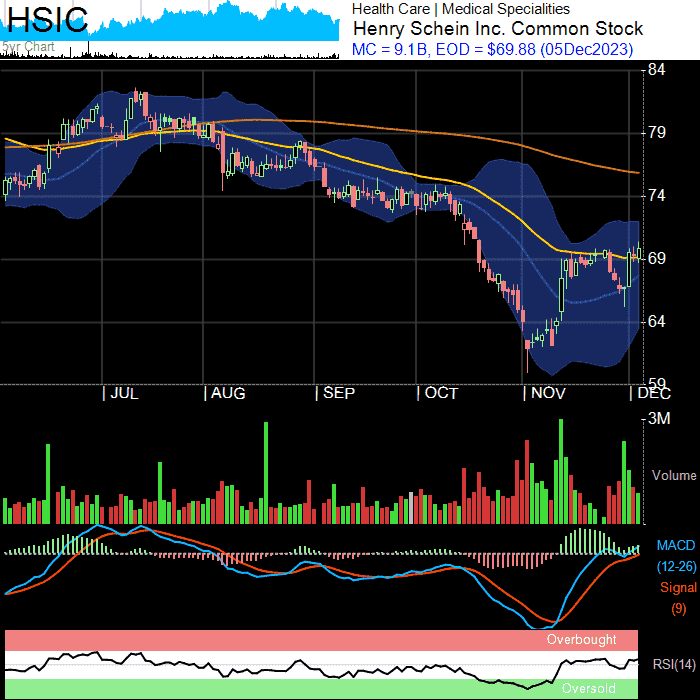 HSIC
5yr Chart
Health Care | Medical Specialities
Henry Schein Inc. Common Stock
MC = 9.1B, EOD = $69.88 (05Dec2023)
84
79
74
69
64
59
| JUL | AUG | SEP | OCT | NOV | DEC
3M
Volume
MACD
(12-26)
Signal
(9)
Overbought
RSI(14)
Oversold